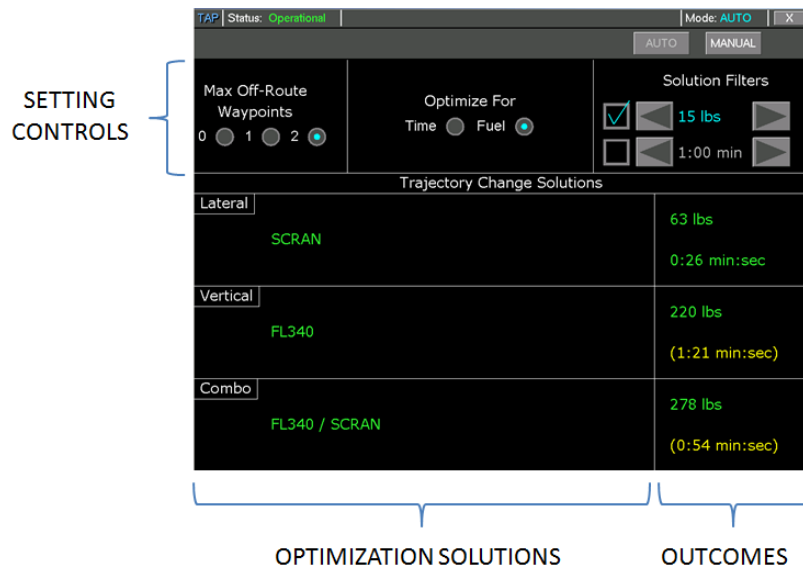 TAP Status: Operational Mode: AUTO X
AUTO MANUAL
SETTING
CONTROLS
Max Off-Route
Waypoints
0 1 2
Optimize For
Time Fuel
Solution Filters
15 lbs
1:00 min
Trajectory Change Solutions
Lateral
SCRAN
63 lbs
0:26 min:sec
Vertical
FL340
220 lbs
(1:21 min:sec)
Combo
FL340 / SCRAN
278 lbs
(0:54 min:sec)
OPTIMIZATION SOLUTIONS
OUTCOMES